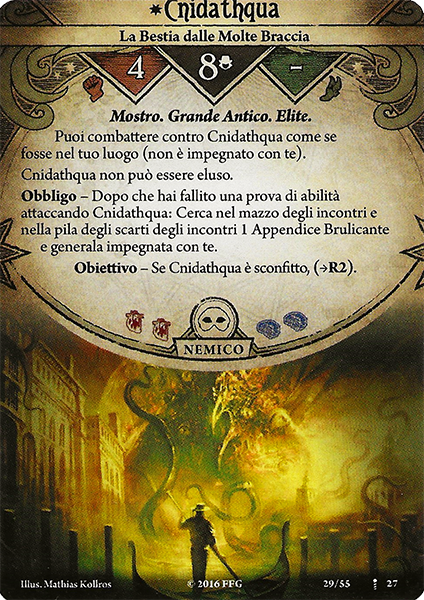 *Cnidathqua
La Bestia dalle Molte Braccia
4 8 –
Mostro. Grande Antico. Elite.
Puoi combattere contro Cnidathqua come se
fosse nel tuo luogo (non è impegnato con te).
Cnidathqua non può essere eluso.
Obbligo – Dopo che hai fallito una prova di abilità
attaccando Cnidathqua: Cerca nel mazzo degli incontri e
nella pila degli scarti degli incontri 1 Appendice Brulicante
e generala impegnata con te.
Obiettivo – Se Cnidathqua è sconfitto, (→R2).
NEMICO
Illus. Mathias Kollros © 2016 FFG 29/55 27